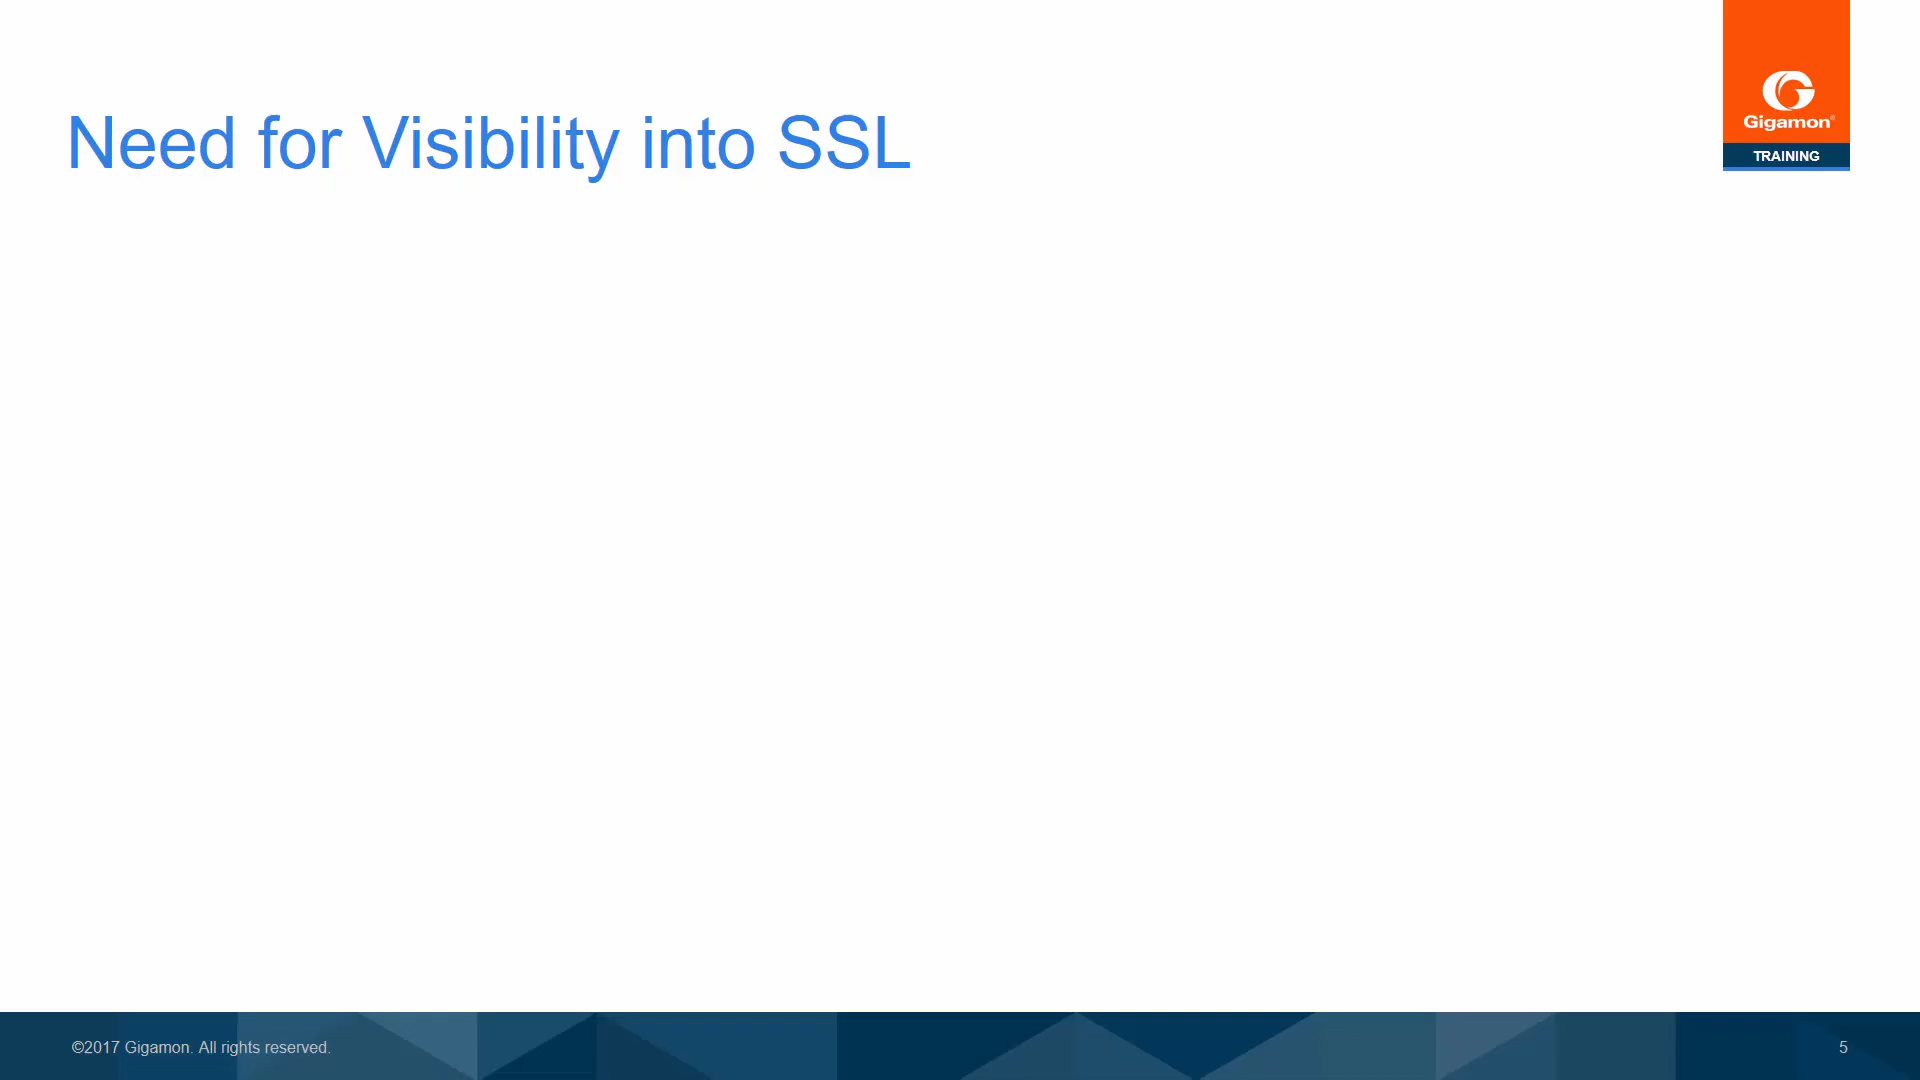 Need for Visibility into SSL
Gigamon®
TRAINING
©2017 Gigamon. All rights reserved.
5